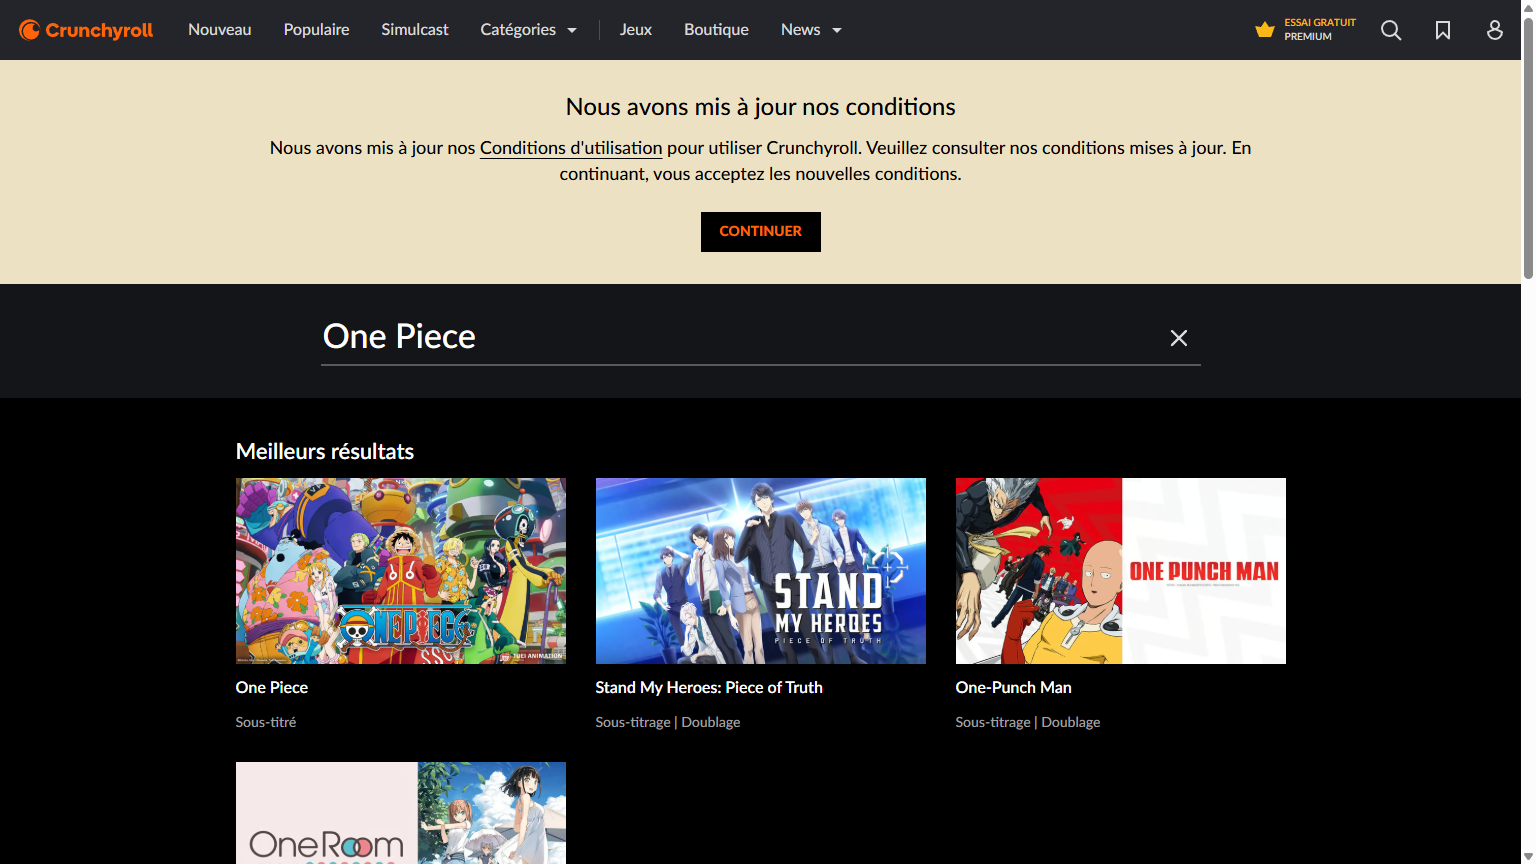 Crunchyroll
Nouveau
Populaire
Simulcast
Catégories
Jeux
Boutique
News
ESSAI GRATUIT
PREMIUM
Nous avons mis à jour nos conditions
Nous avons mis à jour nos Conditions d'utilisation pour utiliser Crunchyroll. Veuillez consulter nos conditions mises à jour. En
continuant, vous acceptez les nouvelles conditions.
CONTINUER
One Piece
Meilleurs résultats
ONE PIECE
TOEI ANIMATION
STAND
MY HEROES
PIECE OF TRUTH
ONE PUNCH MAN
One Piece
Stand My Heroes: Piece of Truth
One-Punch Man
Sous-titré
Sous-titrage | Doublage
Sous-titrage | Doublage
OneRoom